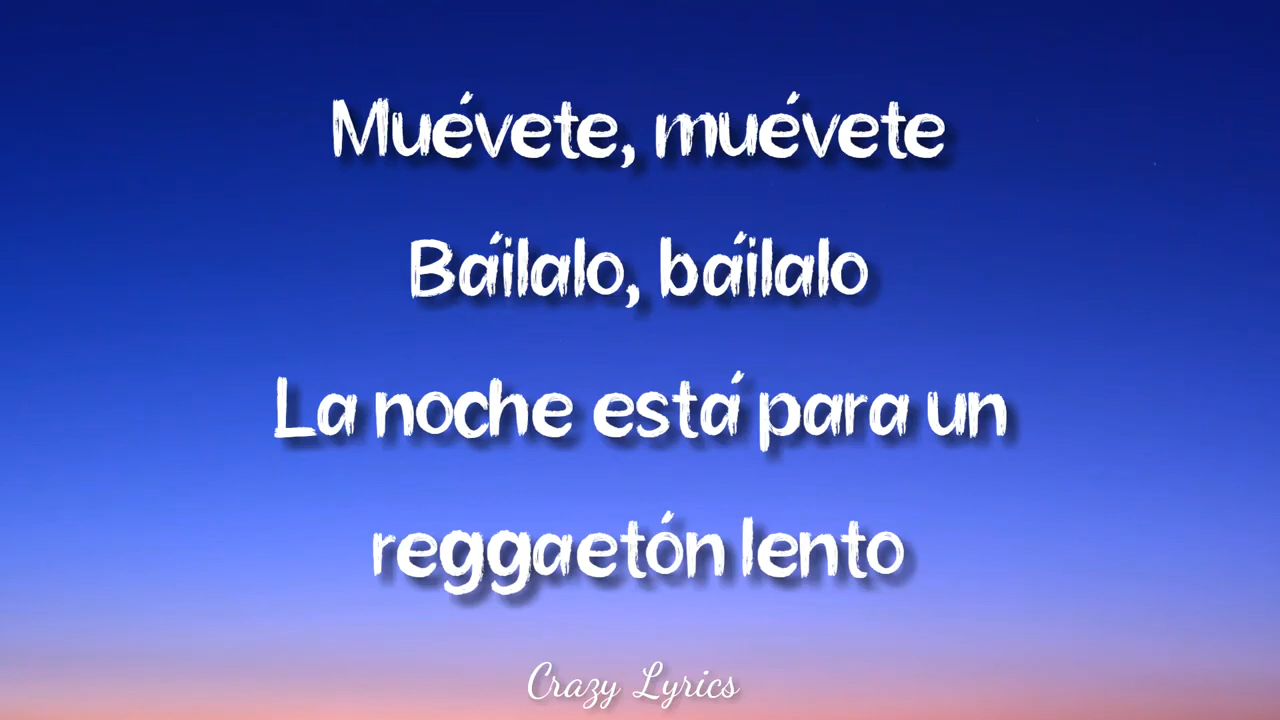 Muévete, muévete
Báilalo, báilalo
La noche está para un
reggaetón lento
Crazy Lyrics